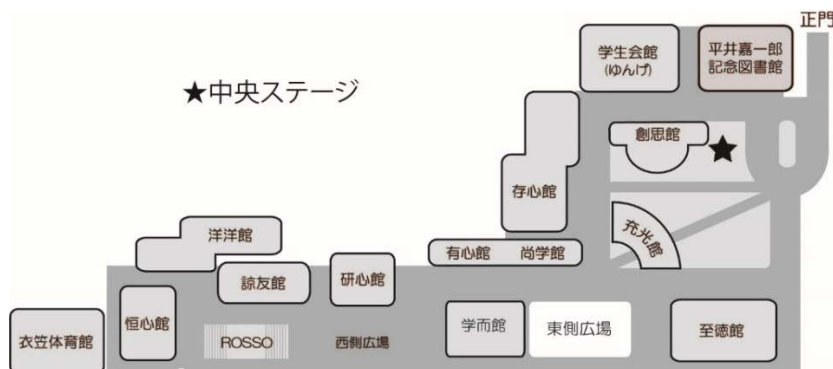 正門
学生会館
(ゆんげ)
平井嘉一郎
記念図書館
★中央ステージ
創思館
存心館
充光館
洋洋館
有心館
尚学館
諒友館
研心館
恒心館
学而館
東側広場
至徳館
衣笠体育館
ROSSO
西側広場